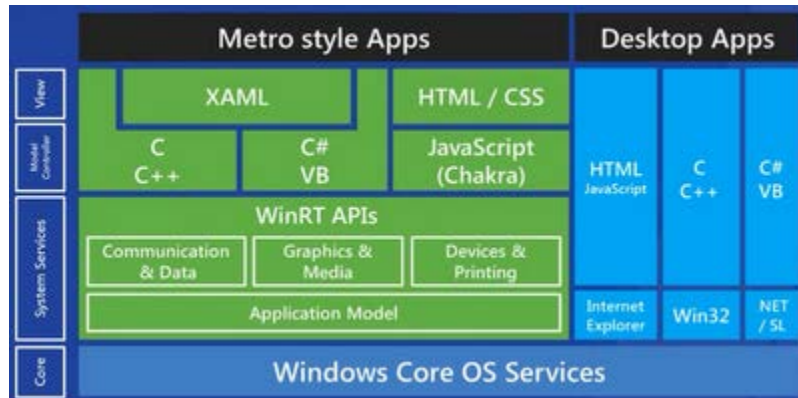 Metro style Apps
Desktop Apps
View
XAML
HTML / CSS
Model
Controller
C
C++
C#
VB
JavaScript
(Chakra)
HTML
JavaScript
C
C++
C#
VB
System Services
WinRT APIs
Communication
& Data
Graphics &
Media
Devices &
Printing
Application Model
Internet
Explorer
Win32
NET
/ SL
Core
Windows Core OS Services